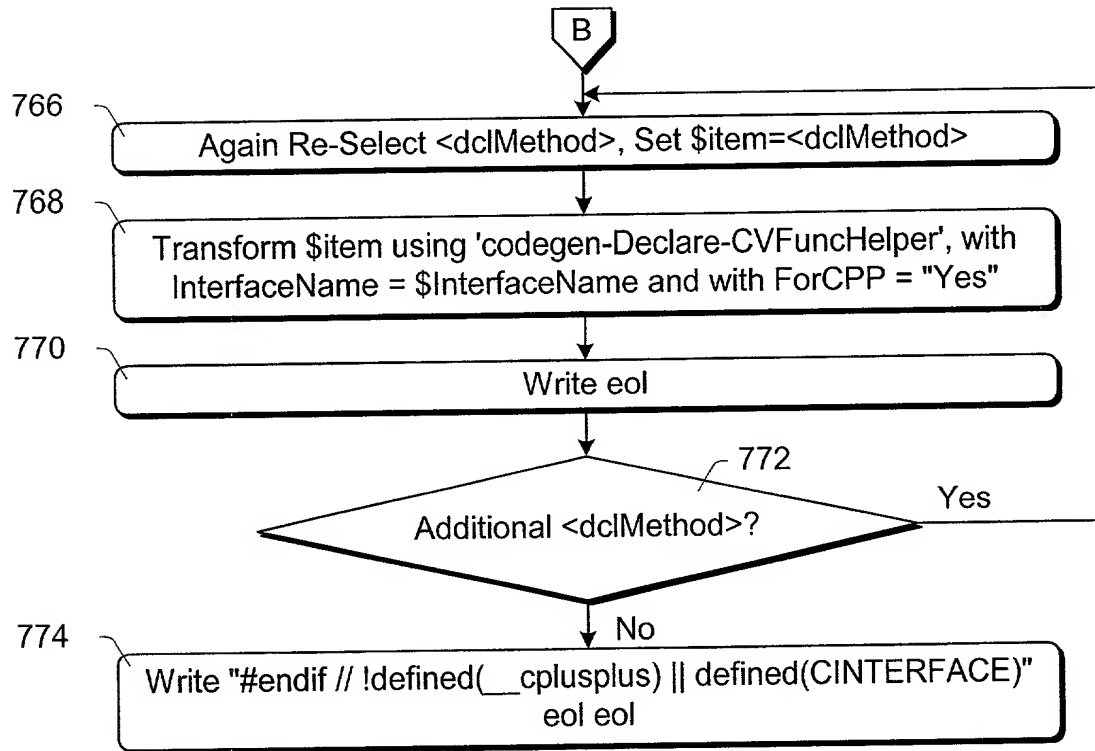 B
766
Again Re-Select <dclMethod>, Set $item=<dclMethod>
768
Transform $item using 'codegen-Declare-CVFuncHelper', with
InterfaceName = $InterfaceName and with ForCPP = "Yes"
770
Write eol
772
Additional <dclMethod>?
Yes
No
774
Write "#endif // !defined(__cplusplus) || defined(CINTERFACE)"
eol eol